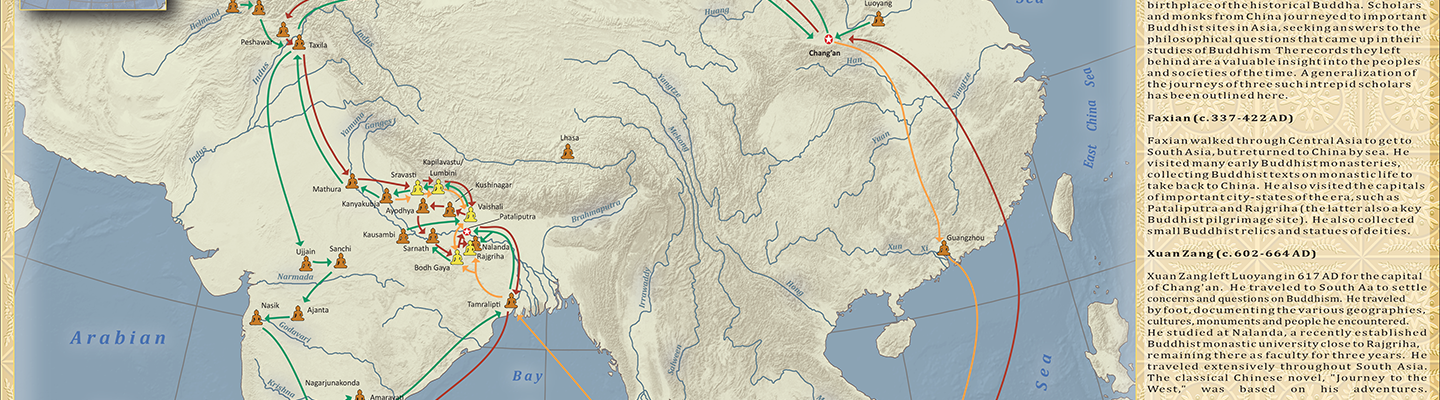 Sea
Luoyang
Huang
Chang'an
Han
Helmand
Peshawar
Taxila
Indus
Indus
Yangtze
Yangtze
Mekong
Yuan
East China Sea
Lhasa
Yamuna
Ganges
Indus
Kapilavastu/
Lumbini
Sravasti
Kushinagar
Mathura
Kanyakubja
Ayodhya
Vaishali
Pataliputra
Brahmaputra
Kausambi
Sarnath
Nalanda
Rajgriha
Bodh Gaya
Guangzhou
Xun Xi
Ujjain
Sanchi
Narmada
Irrawaddy
Hong
Tamralipti
Nasik
Ajanta
Godavari
Arabian
Salween
Bay
Sea
Krishna
Nagarjunakonda
Amaravati
birthplace of the historical Buddha. Scholars
and monks from China journeyed to important
Buddhist sites in Asia, seeking answers to the
philosophical questions that came up in their
studies of Buddhism The records they left
behind are a valuable insight into the peoples
and societies of the time. A generalization of
the journeys of three such intrepid scholars
has been outlined here.
Faxian (c. 337-422 AD)
Faxian walked through Central Asia to get to
South Asia, but returned to China by sea. He
visited many early Buddhist monasteries,
collecting Buddhist texts on monastic life to
take back to China. He also visited the capitals
of important city-states of the era, such as
Pataliputra and Rajgriha (the latter also a key
Buddhist pilgrimage site). He also collected
small Buddhist relics and statues of deities.
Xuan Zang (c. 602-664 AD)
Xuan Zang left Luoyang in 617 AD for the capital
of Chang'an. He traveled to South Aa to settle
concerns and questions on Buddhism. He traveled
by foot, documenting the various geographies,
cultures, monuments and people he encountered.
He studied at Nalanda, a recently established
Buddhist monastic university close to Rajgriha,
remaining there as faculty for three years. He
traveled extensively throughout South Asia.
The classical Chinese novel, "Journey to the
West," was based on his adventures.